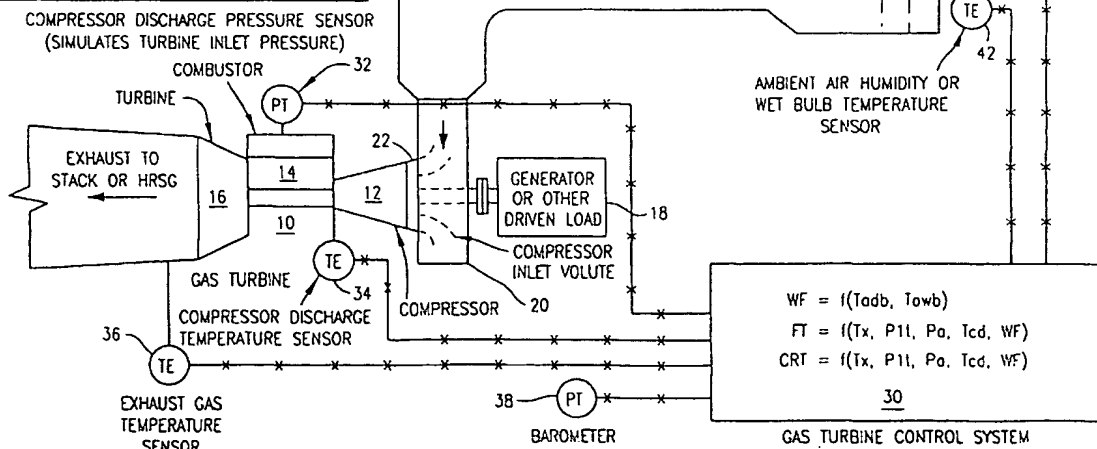 COMPRESSOR DISCHARGE PRESSURE SENSOR
(SIMULATES TURBINE INLET PRESSURE)
COMBUSTOR
32
TURBINE
PT
TE
42
AMBIENT AIR HUMIDITY OR
WET BULB TEMPERATURE
SENSOR
EXHAUST TO
STACK OR HRSG
16
14
10
12
22
GENERATOR
OR OTHER
DRIVEN LOAD
18
COMPRESSOR
INLET VOLUTE
20
GAS TURBINE
TE
34
COMPRESSOR
COMPRESSOR DISCHARGE
TEMPERATURE SENSOR
36
TE
EXHAUST GAS
TEMPERATURE
SENSOR
38
PT
BAROMETER
WF = f(Tadb, Tawb)
FT = f(Tx, P1t, Pa, Tcd, WF)
CRT = f(Tx, P1t, Pa, Tcd, WF)
30
GAS TURBINE CONTROL SYSTEM